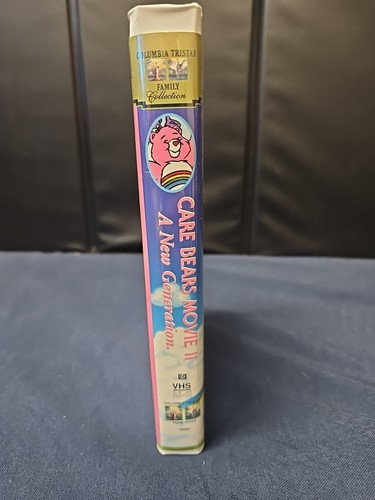 COLUMBIA TRISTAR
FAMILY
Collection
CARE BEARS MOVIE II
A New Generation.
VHS